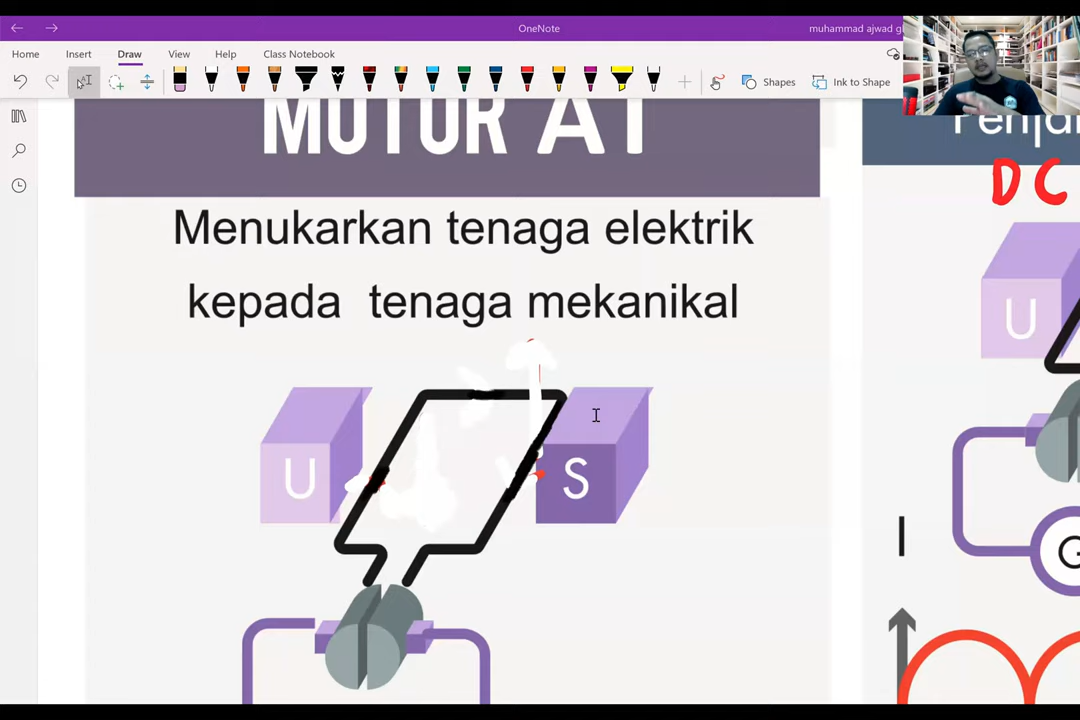 OneNote
muhammad ajwad
Home Insert Draw View Help Class Notebook
Shapes Ink to Shape
MOTOR AT
DC
Menukarkan tenaga elektrik
kepada tenaga mekanikal
U
S
U
G
I